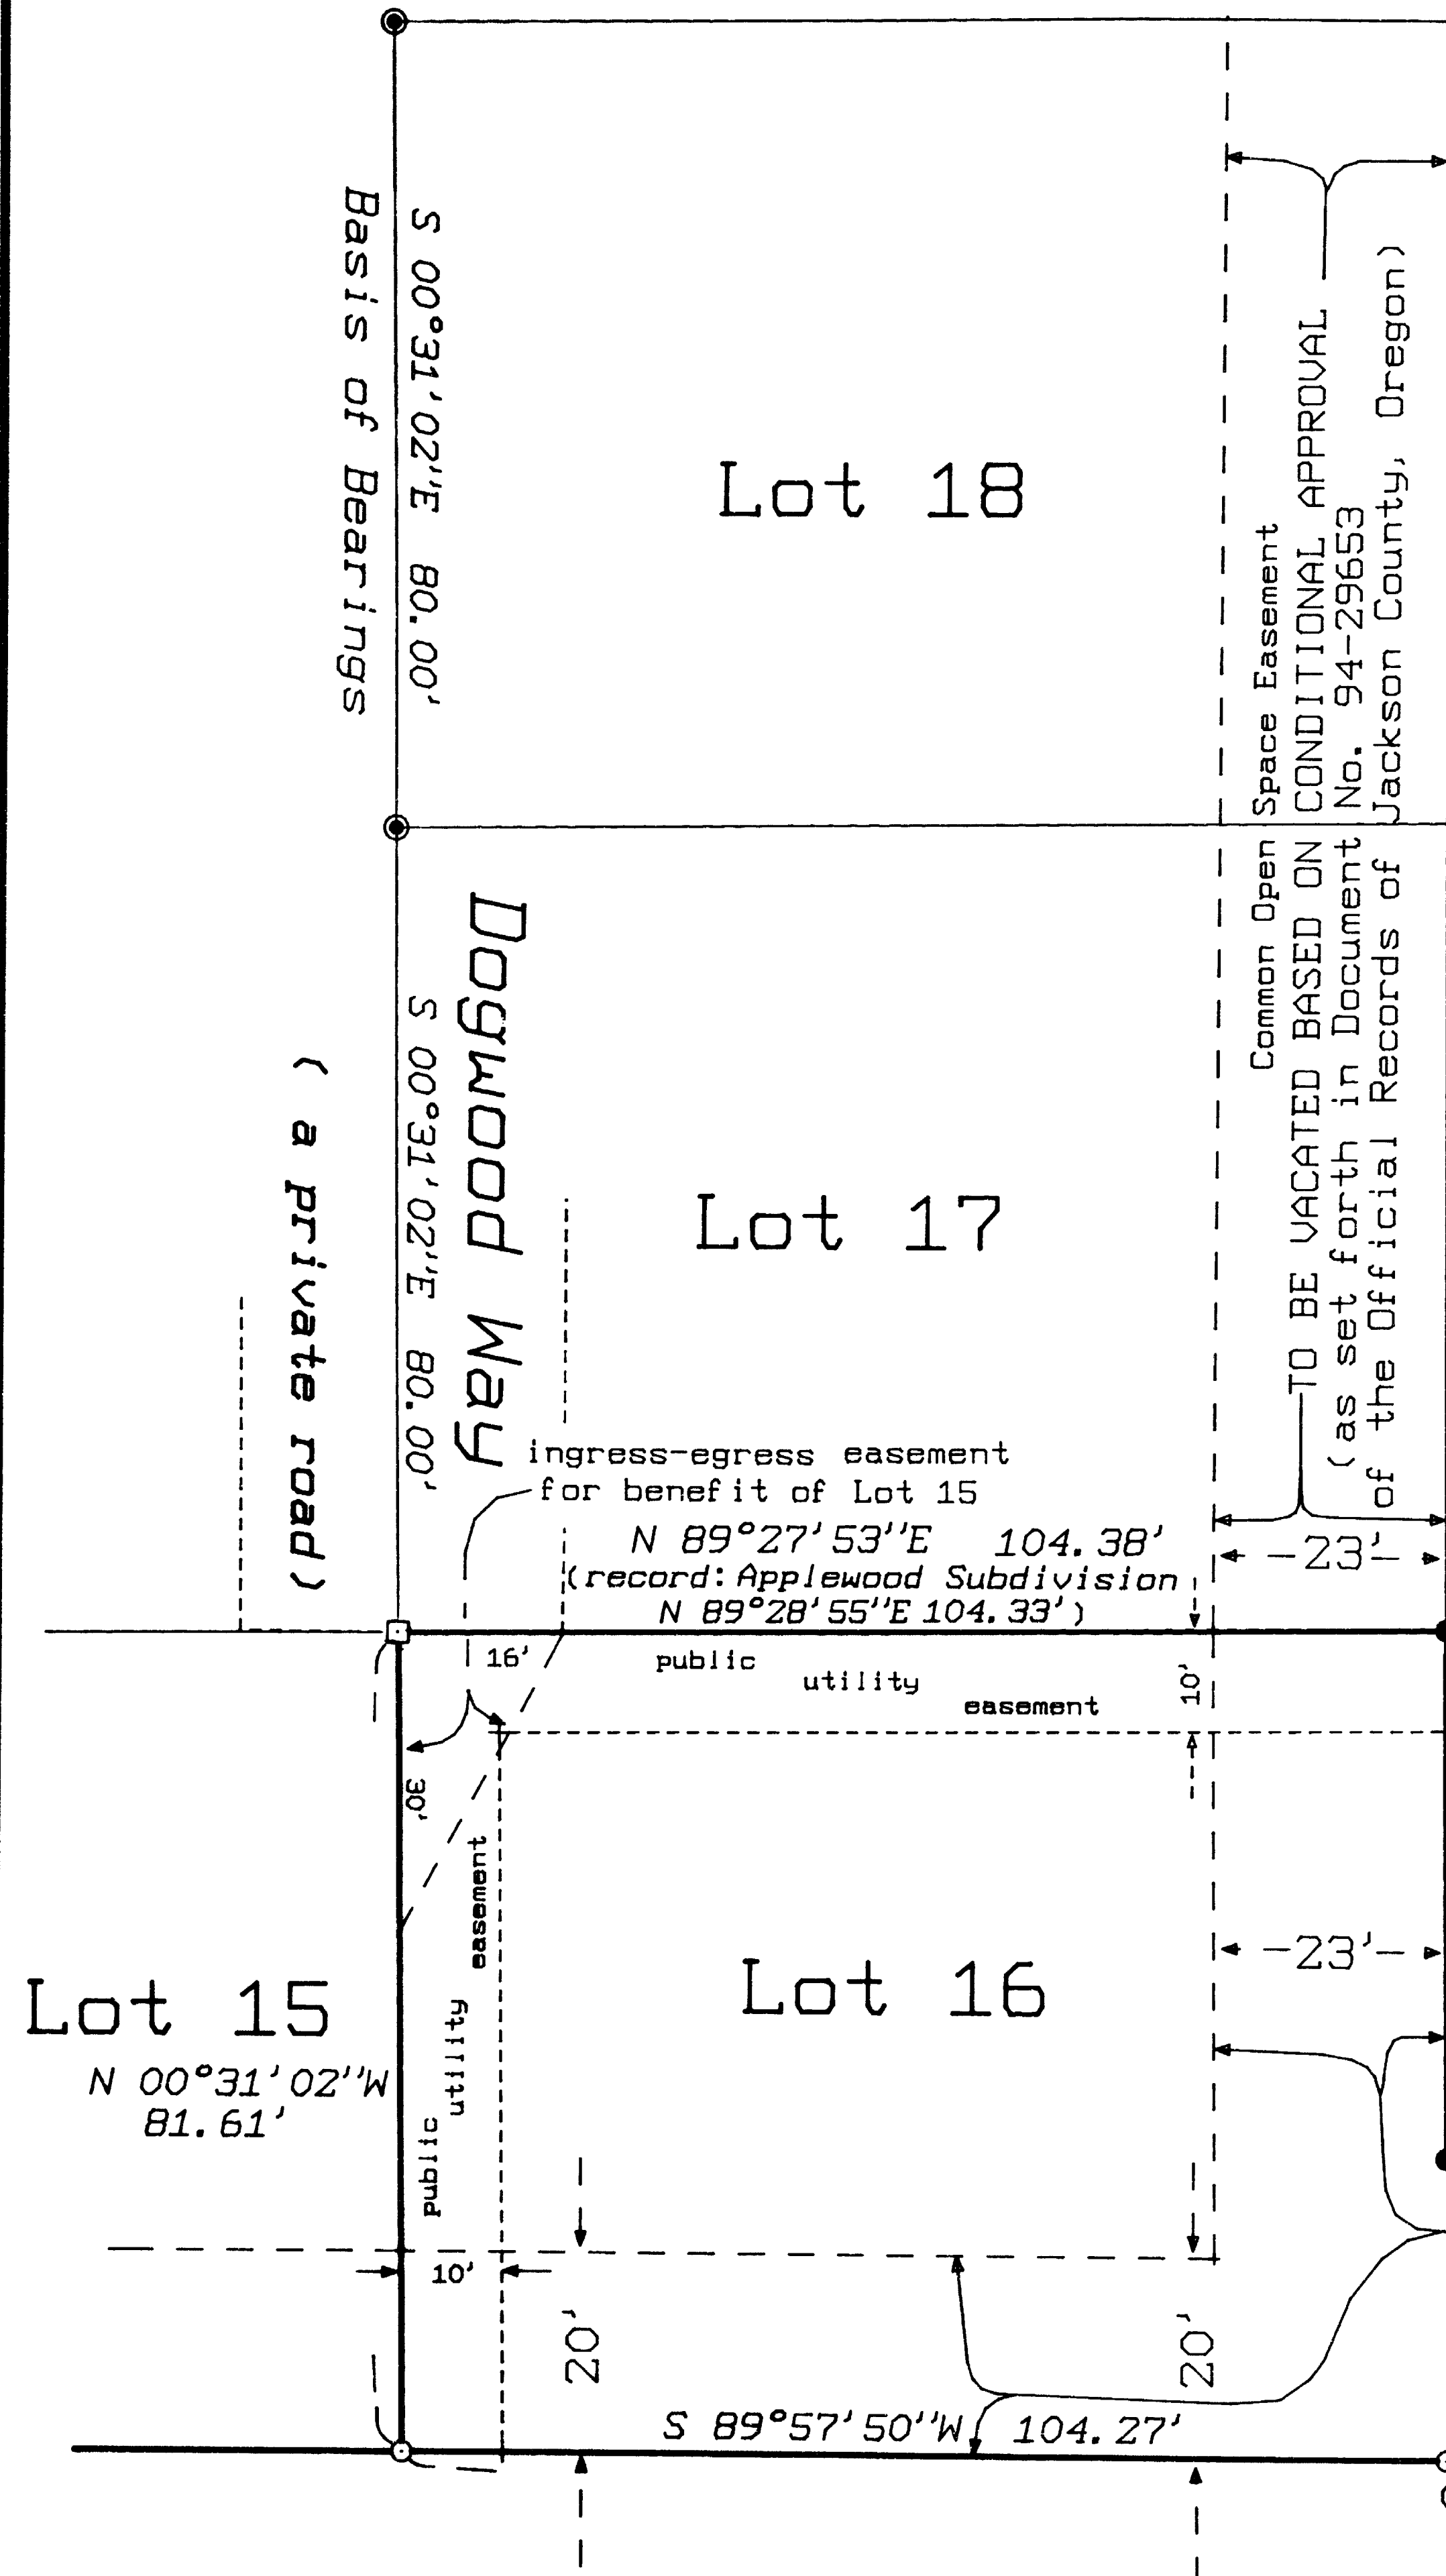 S 00°31'02"E 80.00'
Basis of Bearings
Lot 18
Common Open Space Easement
TO BE VACATED BASED ON CONDITIONAL APPROVAL
(as set forth in Document No. 94-29653
of the Official Records of Jackson County, Oregon)
Dogwood Way
S 00°31'02"E 80.00'
( a private road )
Lot 17
ingress-egress easement
for benefit of Lot 15
N 89°27'53"E 104.38'
(record: Applewood Subdivision
N 89°28'55"E 104.33')
23'
16'
public
utility
easement
10'
30'
public
utility
easement
Lot 16
23'
Lot 15
N 00°31'02"W
81.61'
10'
20'
20'
S 89°57'50"W 104.27'